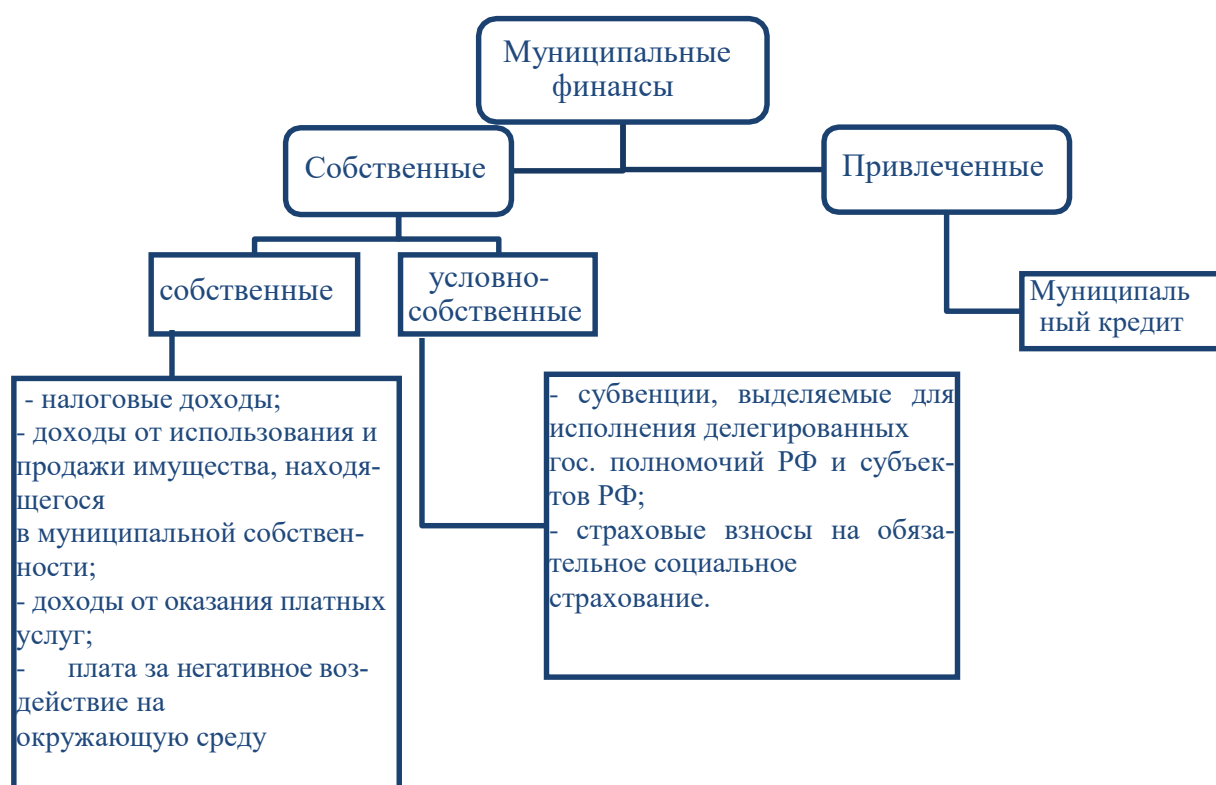 Муниципальные
финансы
Собственные
Привлеченные
собственные
условно-
собственные
Муниципаль
ный кредит
- налоговые доходы;
- доходы от использования и
продажи имущества, находя-
щегося
в муниципальной собствен-
ности;
- доходы от оказания платных
услуг;
- плата за негативное воз-
действие на
окружающую среду
- субвенции, выделяемые для
исполнения делегированных
гос. полномочий РФ и субъек-
тов РФ;
- страховые взносы на обяза-
тельное социальное
страхование.